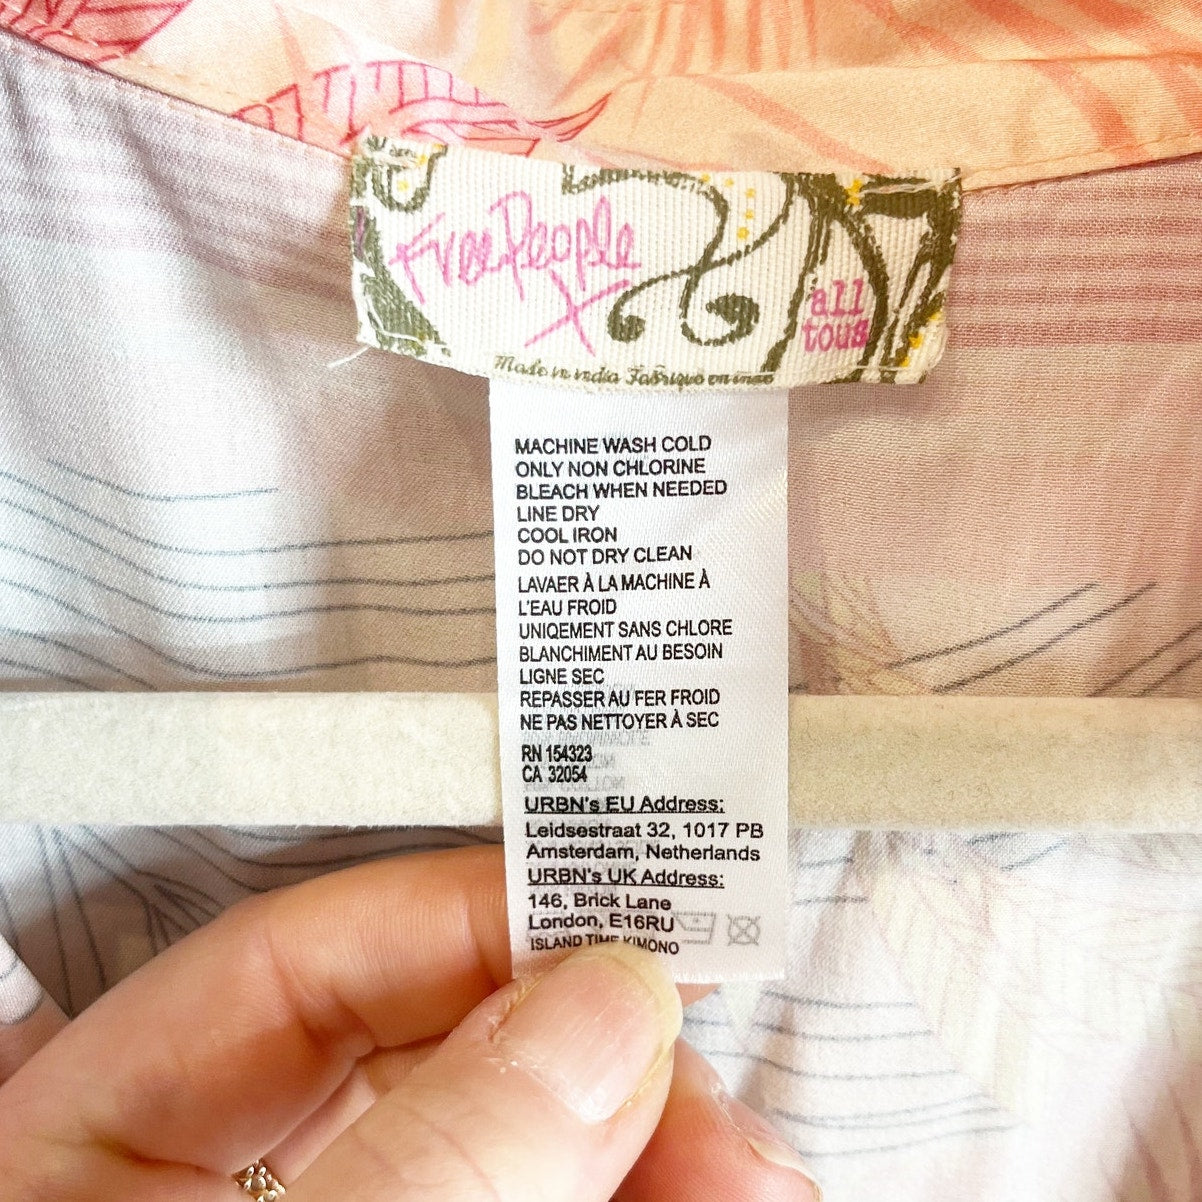 Free People
X
all
tous
Made in India Fabriqué en Inde
MACHINE WASH COLD
ONLY NON CHLORINE
BLEACH WHEN NEEDED
LINE DRY
COOL IRON
DO NOT DRY CLEAN
LAVAER À LA MACHINE À
L'EAU FROID
UNIQEMENT SANS CHLORE
BLANCHIMENT AU BESOIN
LIGNE SEC
REPASSER AU FER FROID
NE PAS NETTOYER À SEC
RN 154323
CA 32054
URBN's EU Address:
Leidsestraat 32, 1017 PB
Amsterdam, Netherlands
URBN's UK Address:
146, Brick Lane
London, E16RU
ISLAND TIME KIMONO